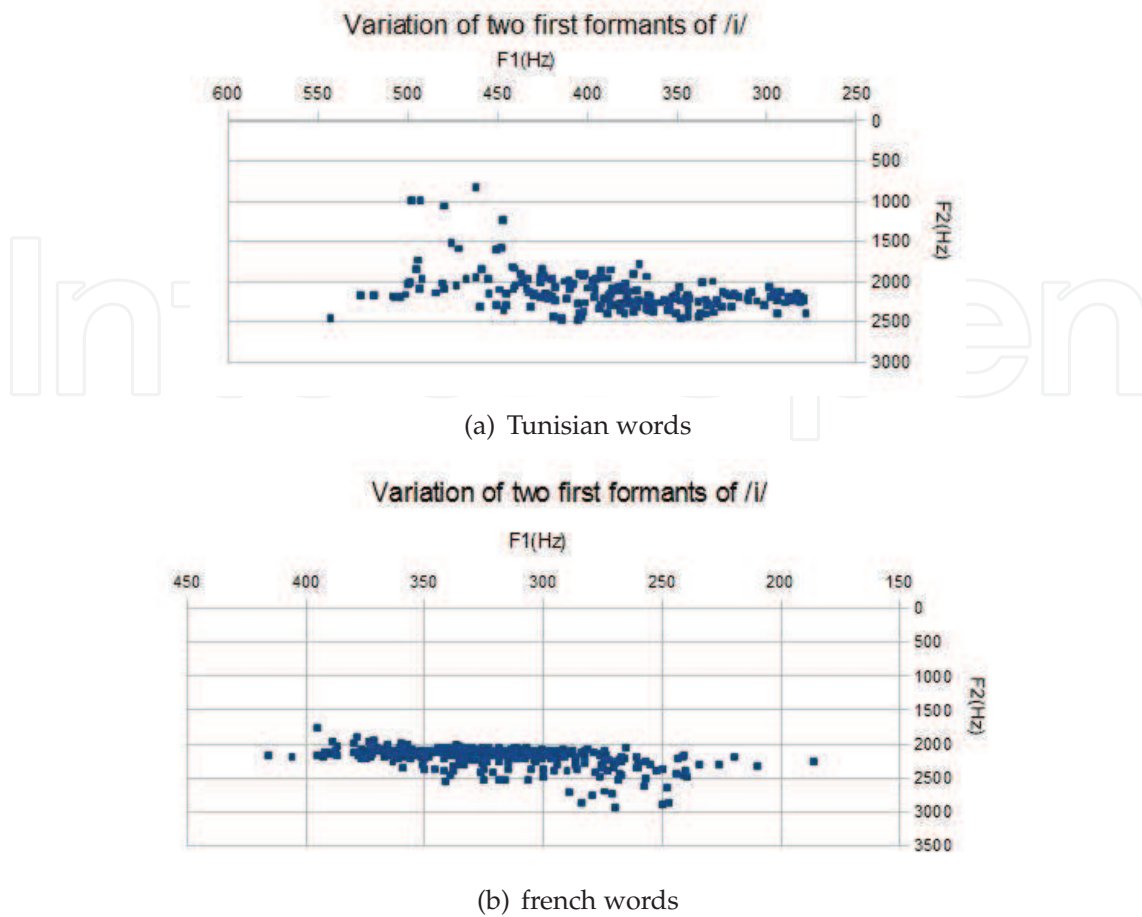 Variation of two first formants of /i/
F1(Hz)
600 550 500 450 400 350 300 250
0
500
1000
1500
2000
2500
3000
F2(Hz)
(a) Tunisian words
Variation of two first formants of /i/
F1(Hz)
450 400 350 300 250 200 150
0
500
1000
1500
2000
2500
3000
3500
F2(Hz)
(b) french words